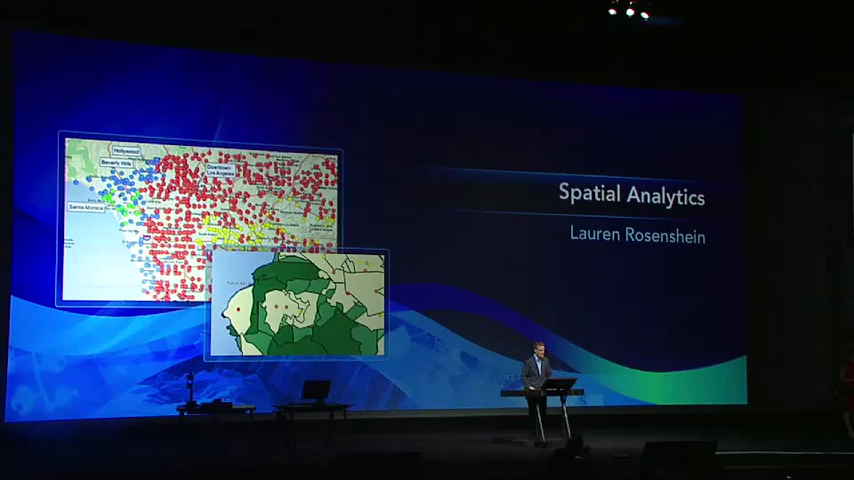 Hollywood
Beverly Hills
Downtown
Los Angeles
Santa Monica
Spatial Analytics
Lauren Rosenshein